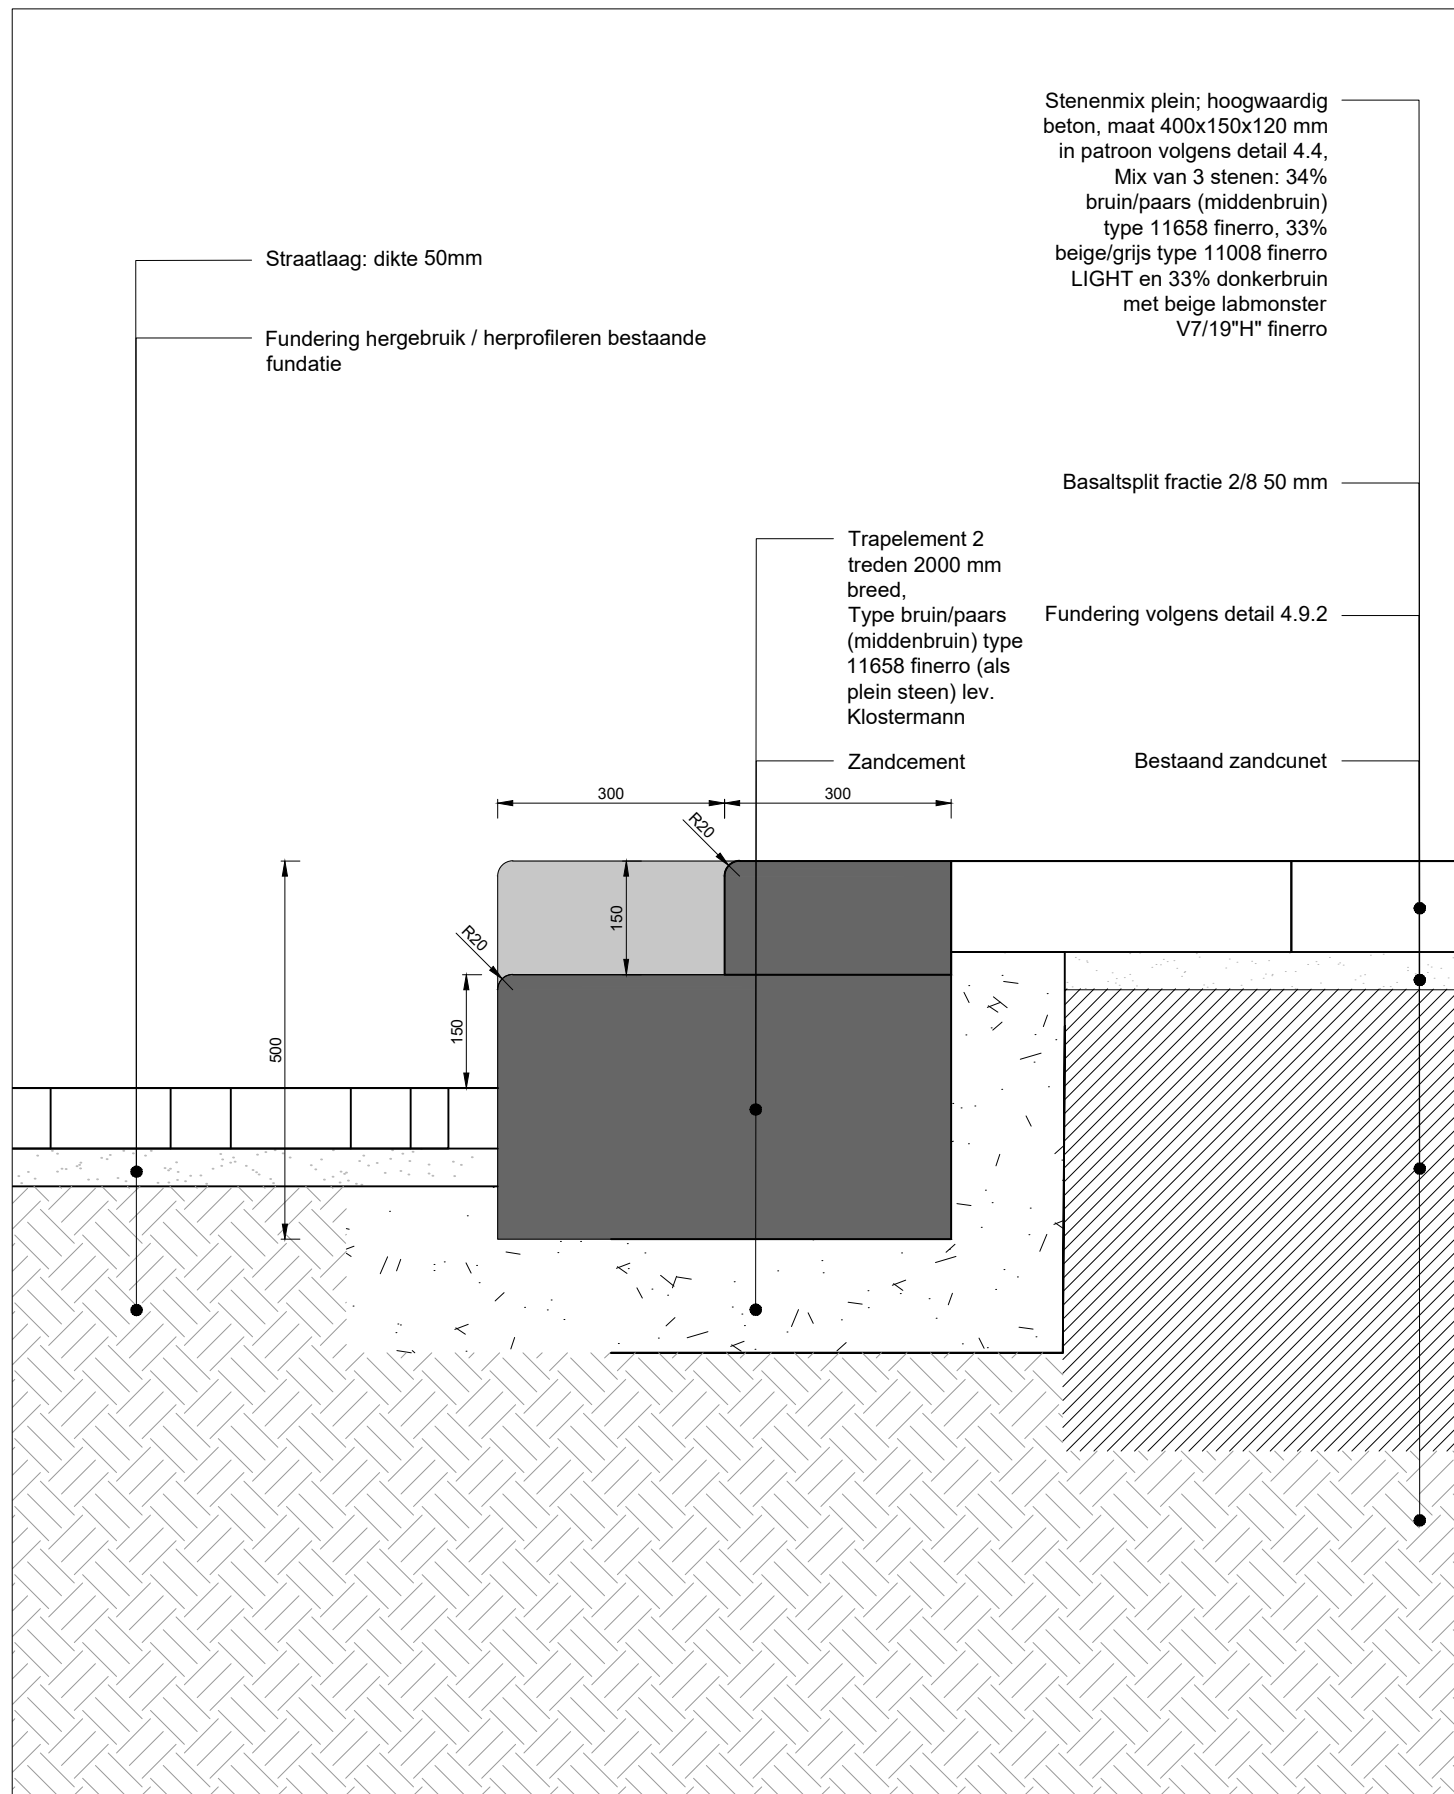 Stenenmix plein; hoogwaardig
beton, maat 400x150x120 mm
in patroon volgens detail 4.4,
Mix van 3 stenen: 34%
bruin/paars (middenbruin)
type 11658 finerro, 33%
beige/grijs type 11008 finerro
LIGHT en 33% donkerbruin
met beige labmonster
V7/19"H" finerro
Straatlaag: dikte 50mm
Fundering hergebruik / herprofileren bestaande
fundatie
Basaltsplit fractie 2/8 50 mm
Trapelement 2
treden 2000 mm
breed,
Type bruin/paars
(middenbruin) type
11658 finerro (als
plein steen) lev.
Klostermann
Fundering volgens detail 4.9.2
Zandcement
Bestaand zandcunet
300
300
R20
150
R20
500
150